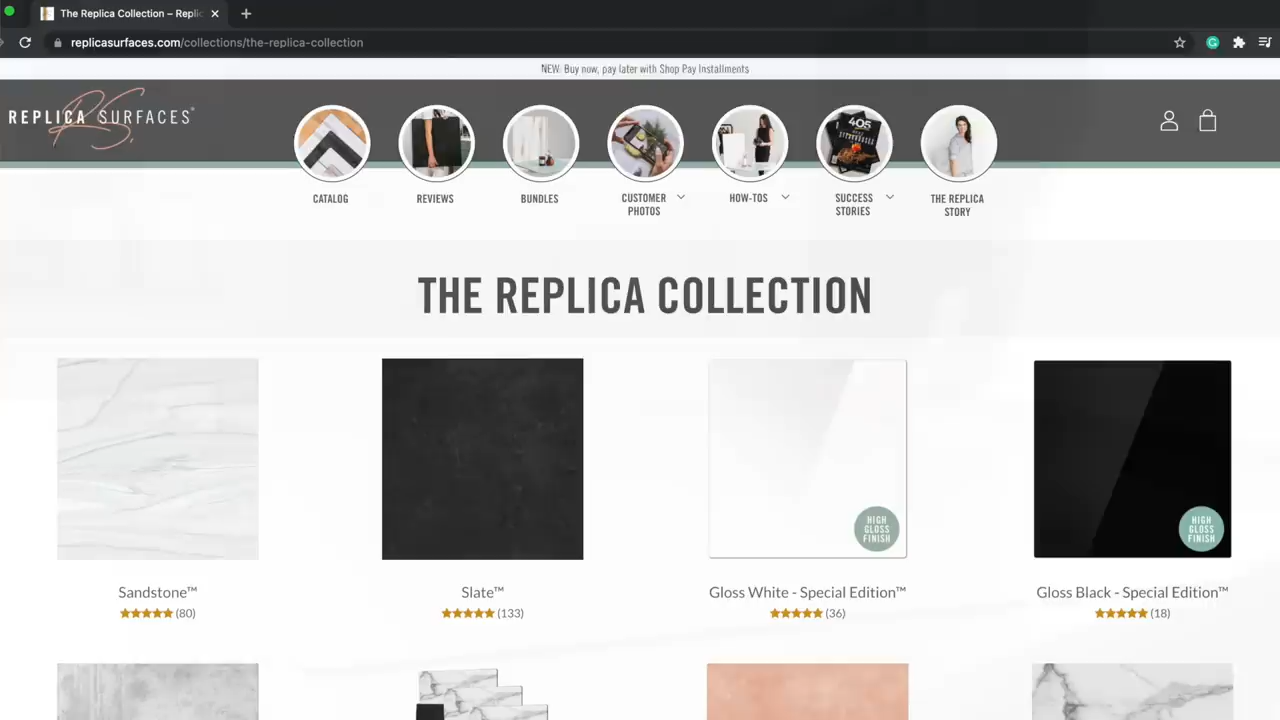 The Replica Collection – Replic
replicasurfaces.com/collections/the-replica-collection
NEW: Buy now, pay later with Shop Pay Installments
REPLICA SURFACES®
RS.
405
CATALOG
REVIEWS
BUNDLES
CUSTOMER PHOTOS
HOW-TOS
SUCCESS STORIES
THE REPLICA STORY
THE REPLICA COLLECTION
HIGH GLOSS FINISH
HIGH GLOSS FINISH
Sandstone™
Slate™
Gloss White - Special Edition™
Gloss Black - Special Edition™
(80)
(133)
(36)
(18)